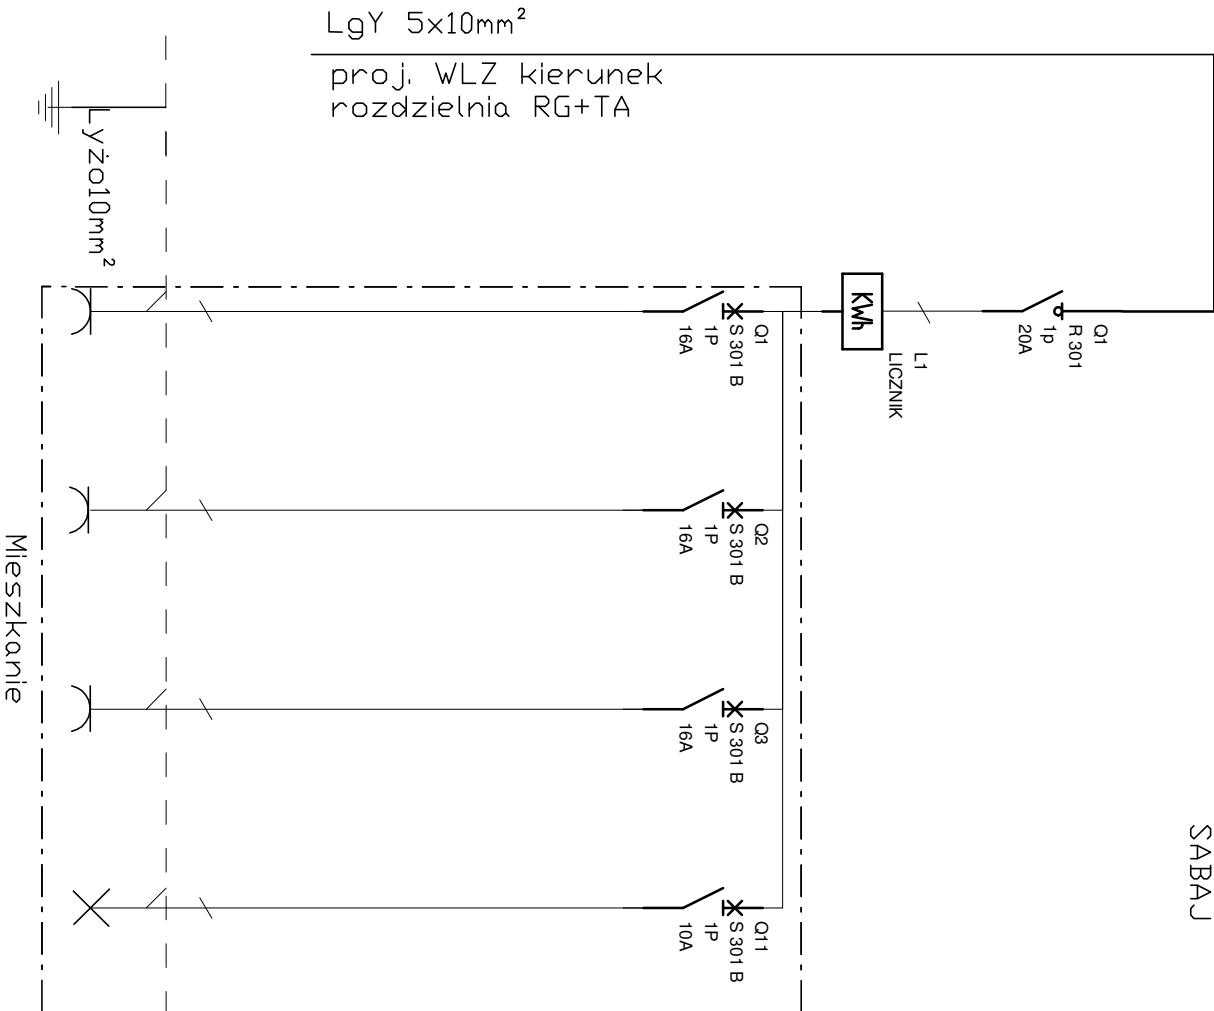 LgY 5x10mm²
proj. WLZ kierunek
rozdzielnia RG+TA
Lyżo10mm²
SABAJ
Q1
R 301
1p
20A
L1
LICZNIK
KWh
Q1
S 301 B
1P
16A
Q2
S 301 B
1P
16A
Q3
S 301 B
1P
16A
Q11
S 301 B
1P
10A
Mieszkanie